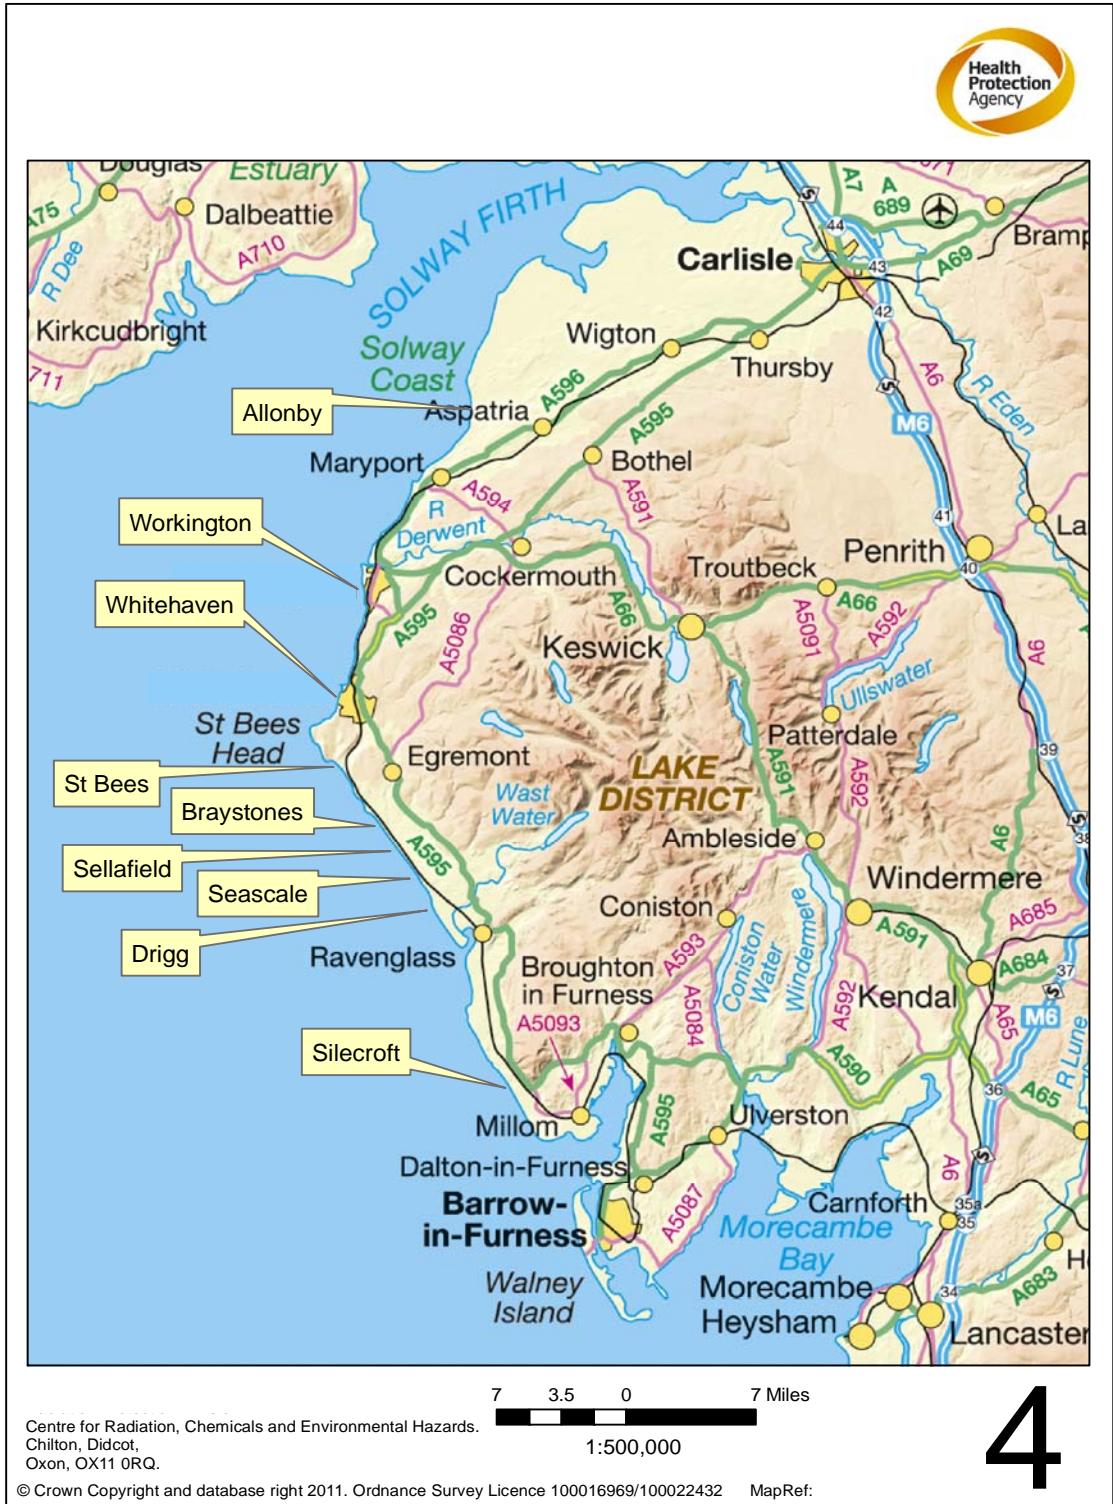 Health
Protection
Agency
Douglas
Estuary
Dalbeattie
A75
A710
R Dee
Kirkcudbright
711
SOLWAY FIRTH
Solway
Coast
A7
A
689
A69
44
43
42
Carlisle
Bramp
Wigton
Thursby
A6
R Eden
M6
A596
A595
Allonby
Aspatria
Maryport
Bothel
A594
A591
R
Derwent
41
40
La
Workington
Cockermouth
Troutbeck
Penrith
Whitehaven
A595
A5086
A66
A66
A5091
A592
A6
Keswick
Ullswater
St Bees
Head
Patterdale
39
Egremont
St Bees
LAKE
DISTRICT
A591
A592
A6
Wast
Water
Braystones
Ambleside
38
Sellafield
A595
Seascale
Windermere
Coniston
A591
A685
A684
37
Drigg
Ravenglass
A593
Coniston
Water
Windermere
Broughton
in Furness
A5093
A5084
A592
Kendal
A65
M6
R Lune
Silecroft
A590
36
A65
Millom
A595
Ulverston
Dalton-in-Furness
A6
Barrow-
in-Furness
A5087
Carnforth
35a
35
Morecambe
Bay
H
Walney
Island
Morecambe
34
A683
Heysham
Lancaster
7 3.5 0 7 Miles
1:500,000
4
Centre for Radiation, Chemicals and Environmental Hazards.
Chilton, Didcot,
Oxon, OX11 0RQ.
© Crown Copyright and database right 2011. Ordnance Survey Licence 100016969/100022432 MapRef: